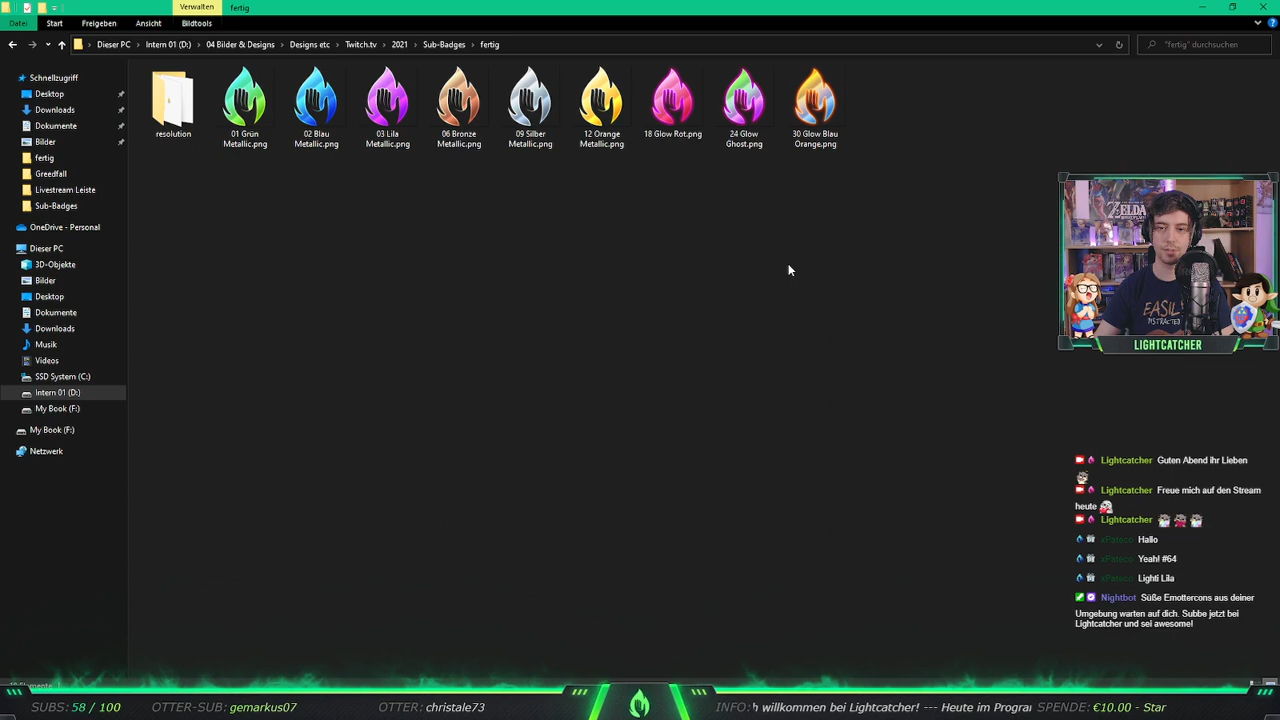 Verwalten
fertig
Datei
Start
Freigeben
Ansicht
Bildtools
Dieser PC
Intern 01 (D:)
04 Bilder & Designs
Designs etc
Twitch.tv
2021
Sub-Badges
fertig
"fertig" durchsuchen
Schnellzugriff
Desktop
Downloads
Dokumente
Bilder
fertig
Greedfall
Livestream Leiste
Sub-Badges
OneDrive - Personal
Dieser PC
3D-Objekte
Bilder
Desktop
Dokumente
Downloads
Musik
Videos
SSD System (C:)
Intern 01 (D:)
My Book (F:)
My Book (F:)
Netzwerk
resolution
01 Grün
Metallic.png
02 Blau
Metallic.png
03 Lila
Metallic.png
06 Bronze
Metallic.png
09 Silber
Metallic.png
12 Orange
Metallic.png
18 Glow Rot.png
24 Glow
Ghost.png
30 Glow Blau
Orange.png
ZELDA
EASILY
DISTRACTED
LIGHTCATCHER
Lightcatcher Guten Abend ihr Lieben
Lightcatcher Freue mich auf den Stream
heute
Lightcatcher
xPateco Hallo
xPateco Yeah! #64
xPateco Lighti Lila
Nightbot Süße Emottercons aus deiner
Umgebung warten auf dich. Subbe jetzt bei
Lightcatcher und sei awesome!
SUBS: 58 / 100
OTTER-SUB: gemarkus07
OTTER: christale73
INFO: h willkommen bei Lightcatcher! --- Heute im Progra
SPENDE: €10.00 - Star